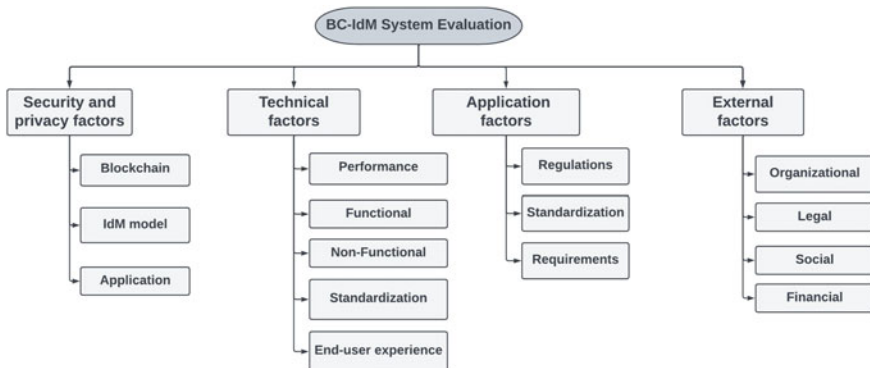 BC-IdM System Evaluation
Security and
privacy factors
Blockchain
IdM model
Application
Technical
factors
Performance
Functional
Non-Functional
Standardization
End-user experience
Application
factors
Regulations
Standardization
Requirements
External
factors
Organizational
Legal
Social
Financial